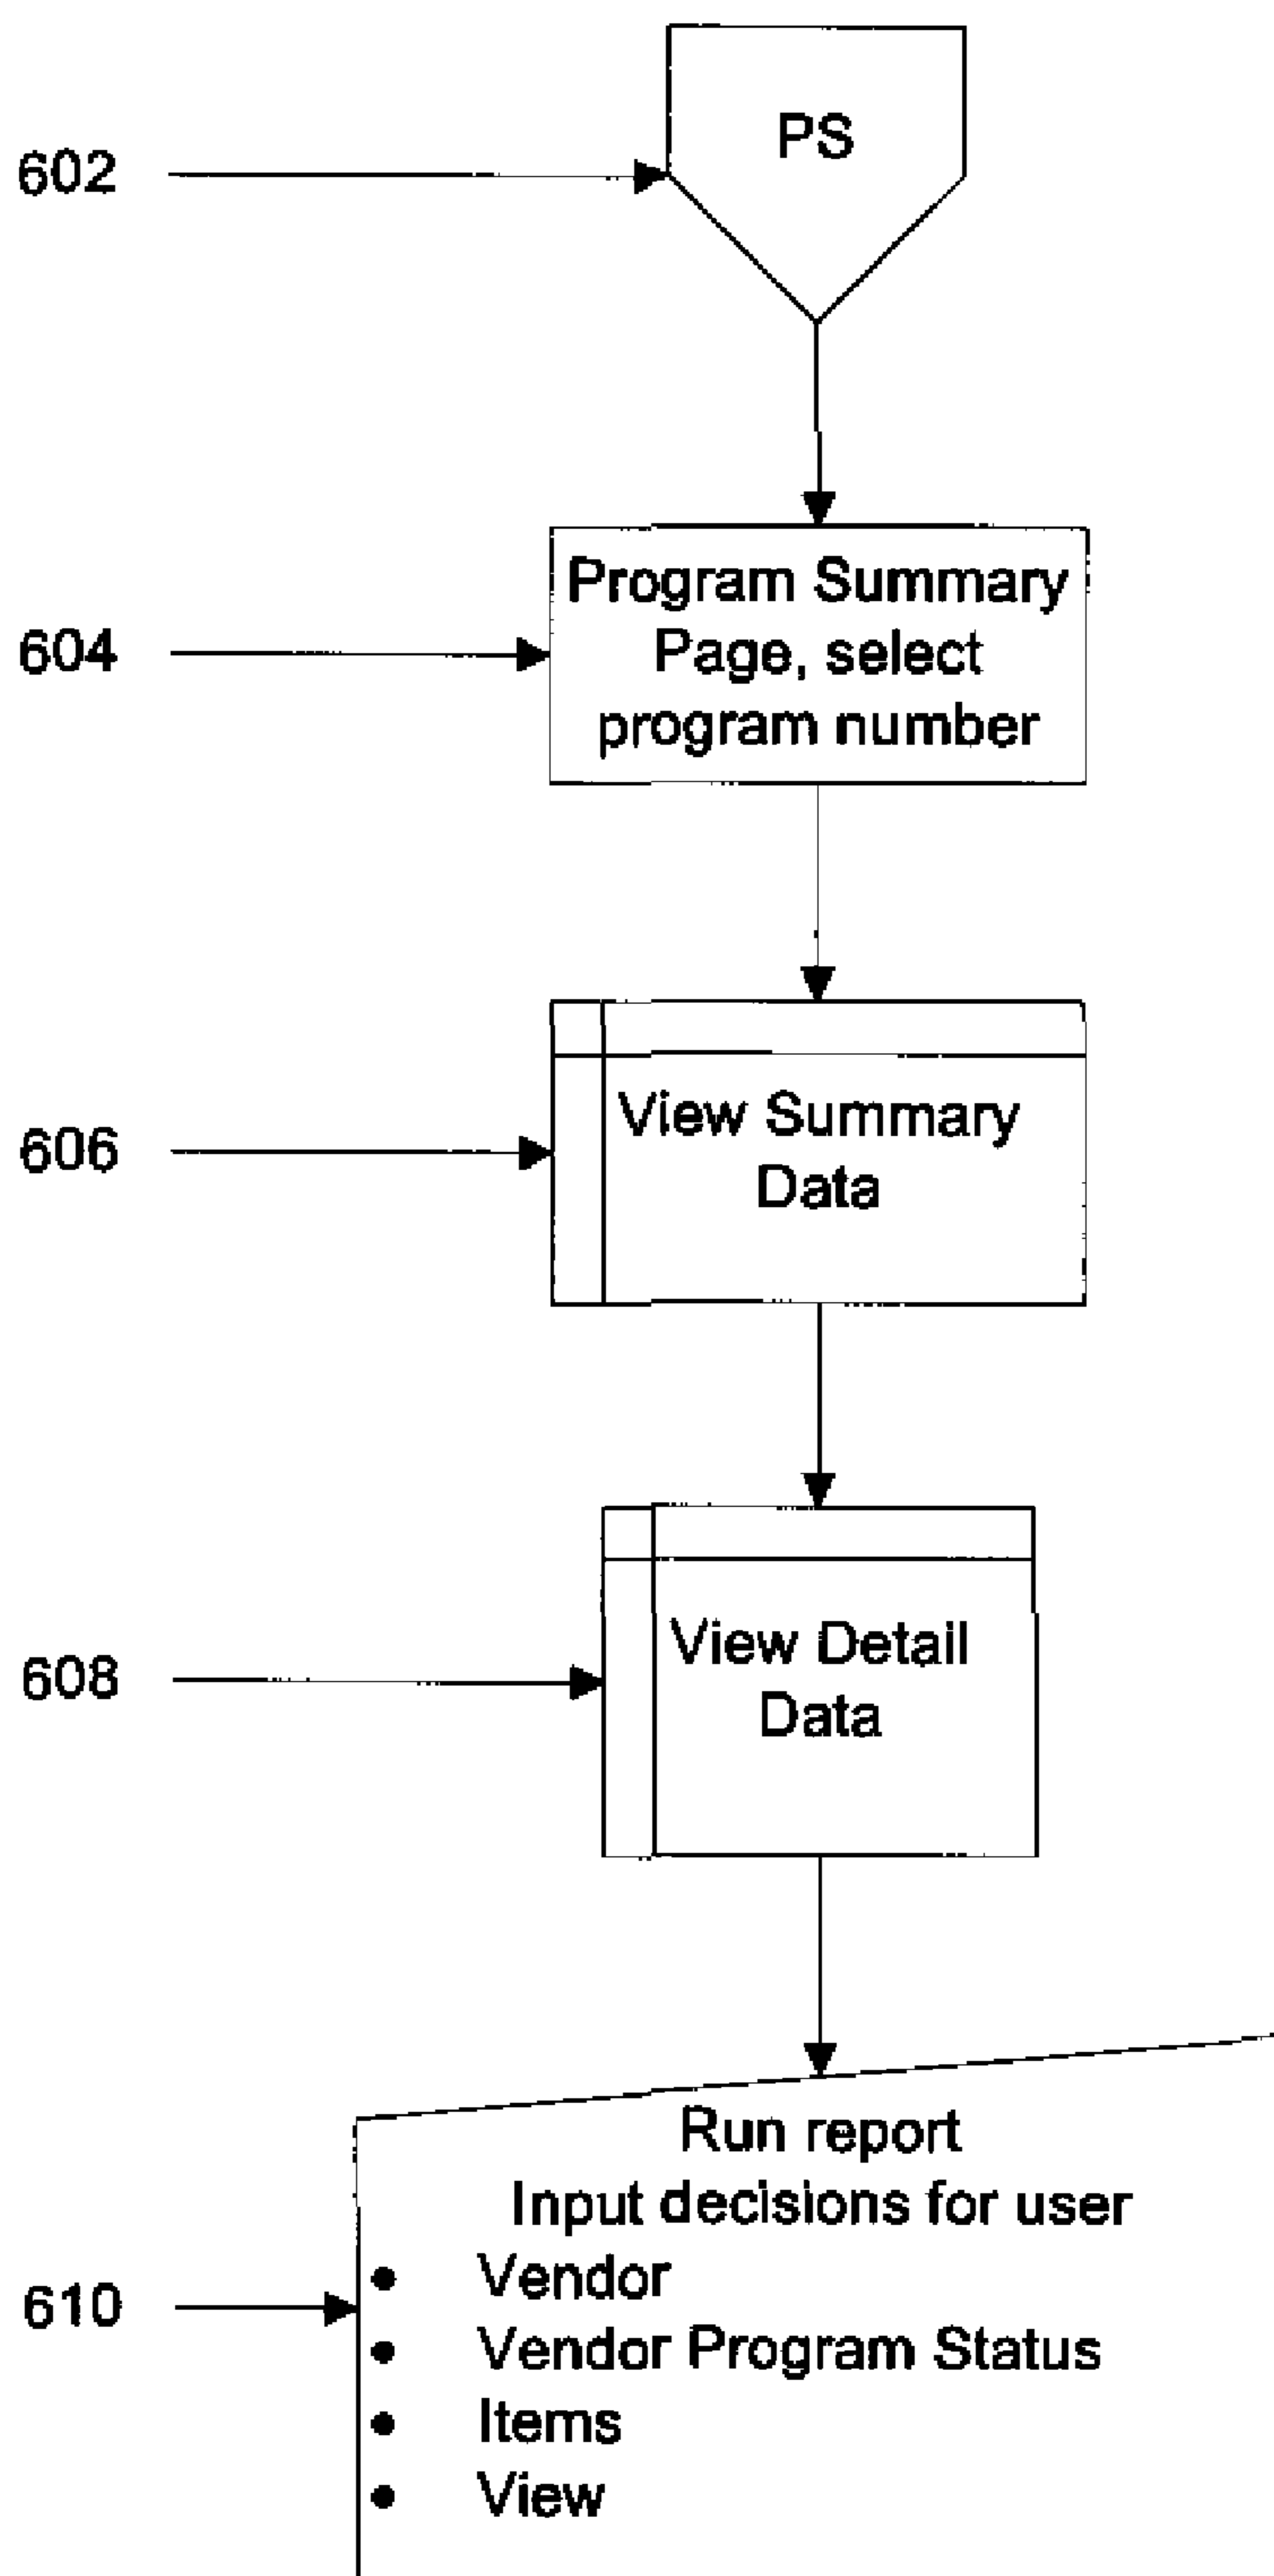 602
PS
604
Program Summary
Page, select
program number
606
View Summary
Data
608
View Detail
Data
610
Run report
Input decisions for user
• Vendor
• Vendor Program Status
• Items
• View